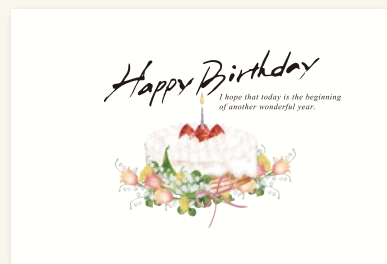 Happy Birthday
I hope that today is the beginning
of another wonderful year.